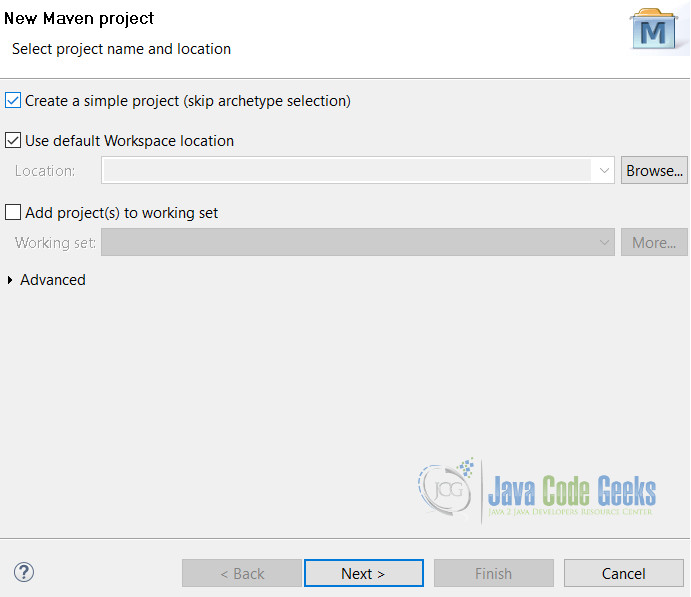 New Maven project
Select project name and location
M
Create a simple project (skip archetype selection)
Use default Workspace location
Location:
Browse...
Add project(s) to working set
Working set:
More...
Advanced
JCG
Java Code Geeks
JAVA 2 JAVA DEVELOPERS RESOURCE CENTER
?
< Back
Next >
Finish
Cancel